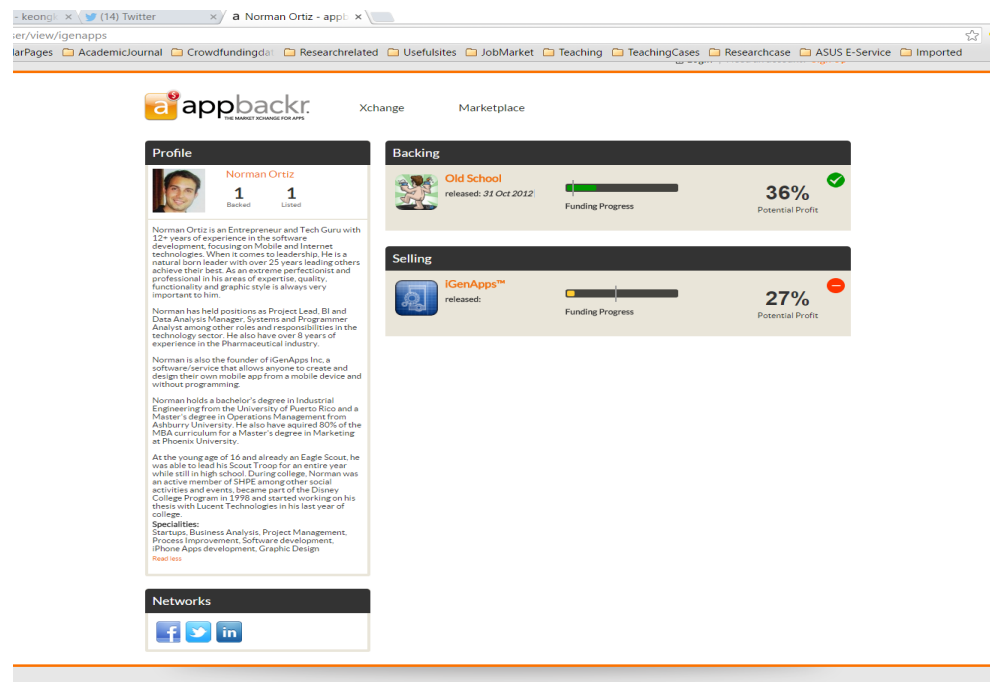 - keongk × (14) Twitter × a Norman Ortiz - appb ×
ser/view/igenapps
larPages AcademicJournal Crowdfundingdat Researchrelated Usefulsites JobMarket Teaching TeachingCases Researchcase ASUS E-Service Imported
a 5 appbackr. Xchange Marketplace
THE MARKET XCHANGE FOR APPS
Profile
Norman Ortiz
1 1
Backed Listed
Norman Ortiz is an Entrepreneur and Tech Guru with
12+ years of experience in the software
development, focusing on Mobile and Internet
technologies. When it comes to leadership, He is a
natural born leader with over 25 years leading others
achieve their best. As an extreme perfectionist and
professional in his areas of expertise, quality,
functionality and graphic style is always very
important to him.
Norman has held positions as Project Lead, BI and
Data Analysis Manager, Systems and Programmer
Analyst among other roles and responsibilities in the
technology sector. He also have over 8 years of
experience in the Pharmaceutical industry.
Norman is also the founder of iGenApps Inc, a
software/service that allows anyone to create and
design their own mobile app from a mobile device and
without programming.
Norman holds a bachelor's degree in Industrial
Engineering from the University of Puerto Rico and a
Master's degree in Operations Management from
Ashburry University. He also have aquired 80% of the
MBA curriculum for a Master's degree in Marketing
at Phoenix University.
At the young age of 16 and already an Eagle Scout, he
was able to lead his Scout Troop for an entire year
while still in high school. During college, Norman was
an active member of SHPE among other social
activities and events, became part of the Disney
College Program in 1998 and started working on his
thesis with Lucent Technologies in his last year of
college.
Specialities:
Startups, Business Analysis, Project Management,
Process Improvement, Software development,
iPhone Apps development, Graphic Design
Read less
Networks
f in
Backing
Old School
released: 31 Oct 2012
Funding Progress
36%
Potential Profit
Selling
iGenApps™
released:
Funding Progress
27%
Potential Profit